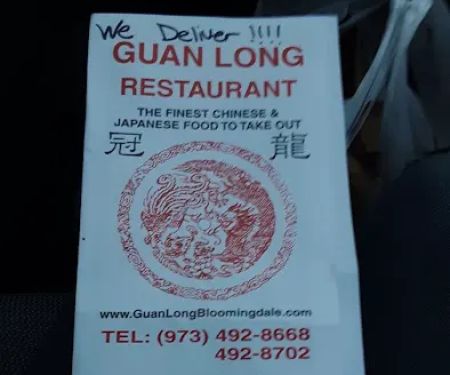 We Deliver !!!!
GUAN LONG
RESTAURANT
THE FINEST CHINESE &
JAPANESE FOOD TO TAKE OUT
冠 龍
www.GuanLongBloomingdale.com
TEL: (973) 492-8668
492-8702